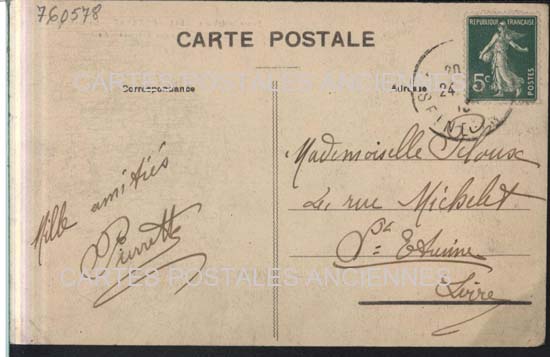 760578
CARTE POSTALE
CARTES POSTALES ANCIENNES
Correspondance
Adresse
REPUBLIQUE FRANÇAISE
5c
POSTES
20
24
Mille amitiés
Pierrette
Mademoiselle
rue Michelet
St Etienne
Loire
CARTES POSTALES ANCIENNES